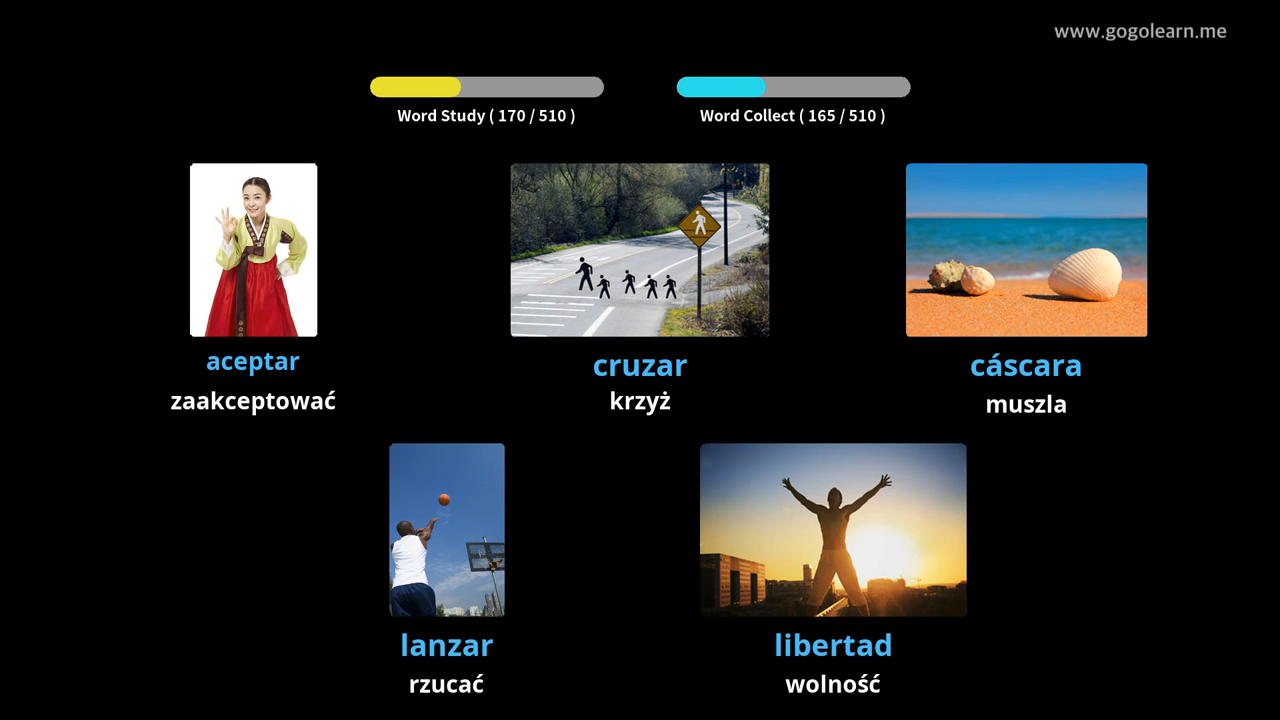 www.gogolearn.me
Word Study ( 170 / 510 )
Word Collect ( 165 / 510 )
aceptar
zaakceptować
cruzar
krzyż
cáscara
muszla
lanzar
rzucać
libertad
wolność